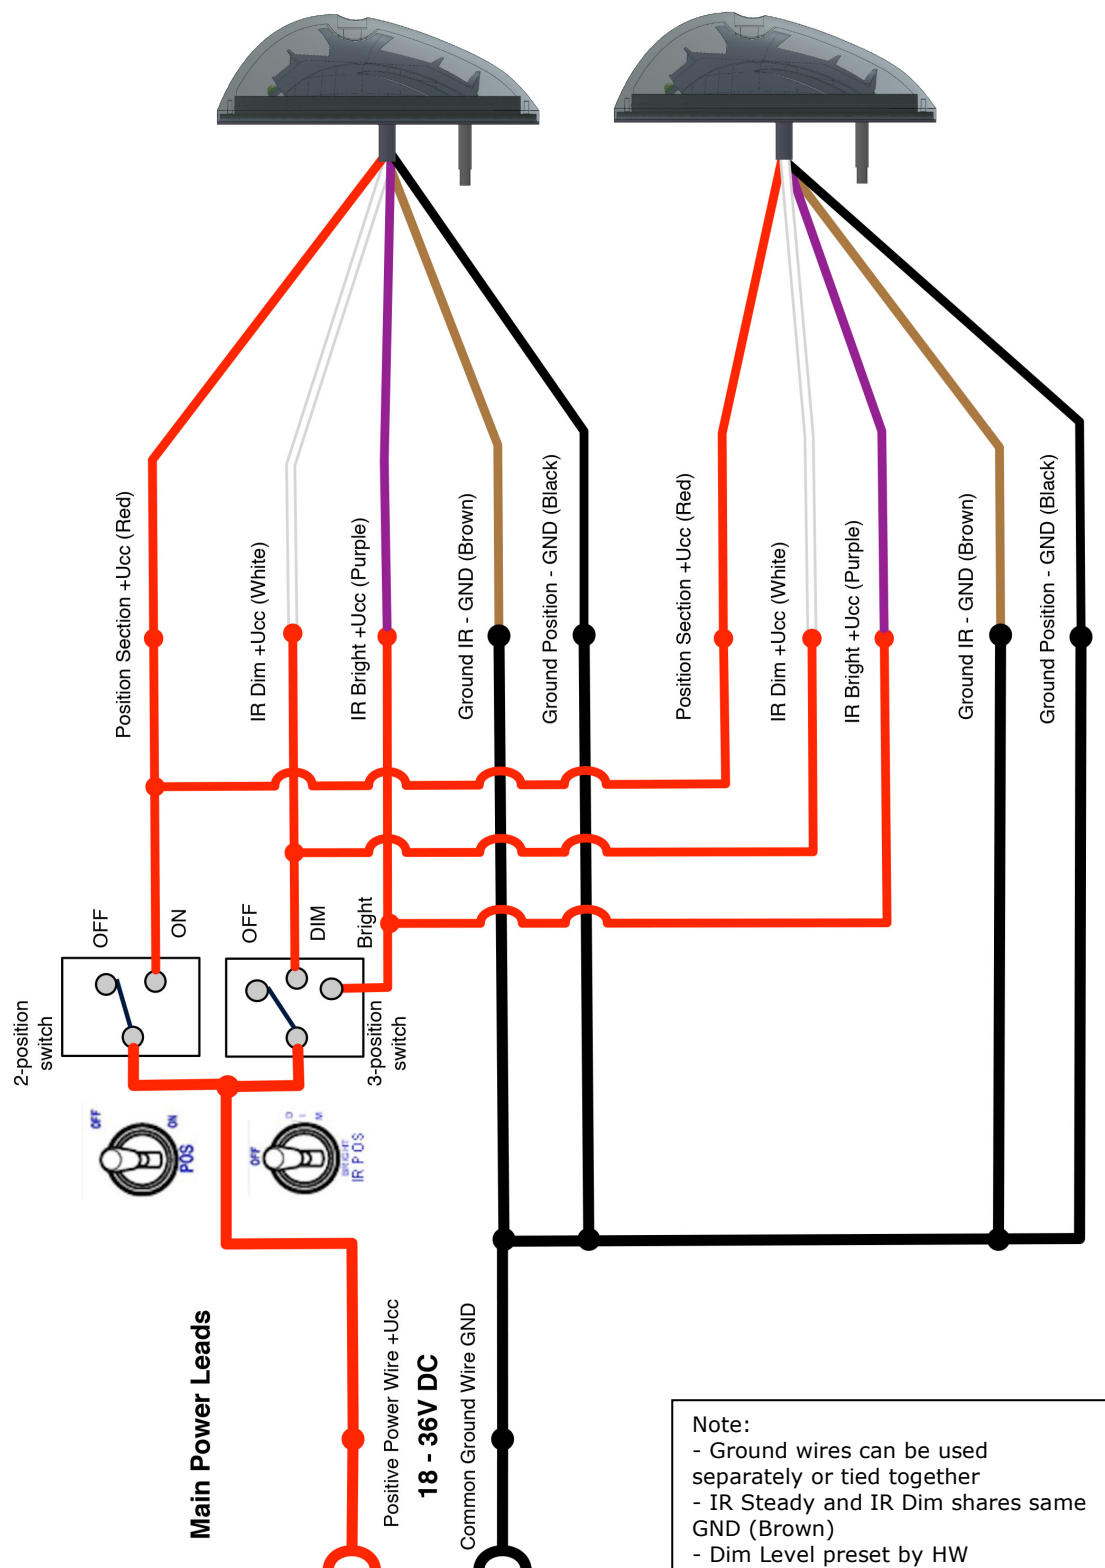 Position Section +Ucc (Red)
IR Dim +Ucc (White)
IR Bright +Ucc (Purple)
Ground IR - GND (Brown)
Ground Position - GND (Black)
Position Section +Ucc (Red)
IR Dim +Ucc (White)
IR Bright +Ucc (Purple)
Ground IR - GND (Brown)
Ground Position - GND (Black)
2-position
switch
OFF
ON
OFF
DIM
Bright
3-position
switch
OFF
ON
POS
OFF
DIM
BRIGHT
IR POS
Main Power Leads
Positive Power Wire +Ucc
18 - 36V DC
Common Ground Wire GND
Note:
- Ground wires can be used
separately or tied together
- IR Steady and IR Dim shares same
GND (Brown)
- Dim Level preset by HW